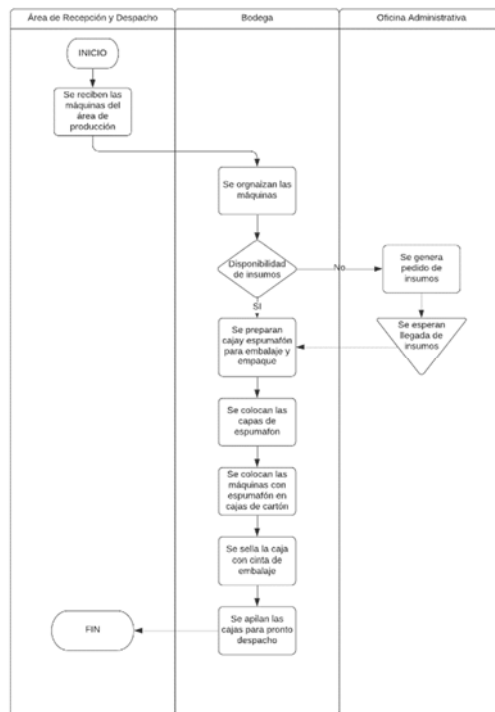 Área de Recepción y Despacho
Bodega
Oficina Administrativa
INICIO
Se reciben las
máquinas del
área de
producción
Se orgnaizan las
máquinas
Disponibilidad
de insumos
No
Se genera
pedido de
insumos
SI
Se esperan
llegada de
insumos
Se preparan
cajay espumafón
para embalaje y
empaque
Se colocan las
capas de
espumafon
Se colocan las
máquinas con
espumafón en
cajas de cartón
Se sella la caja
con cinta de
embalaje
Se apilan las
cajas para pronto
despacho
FIN